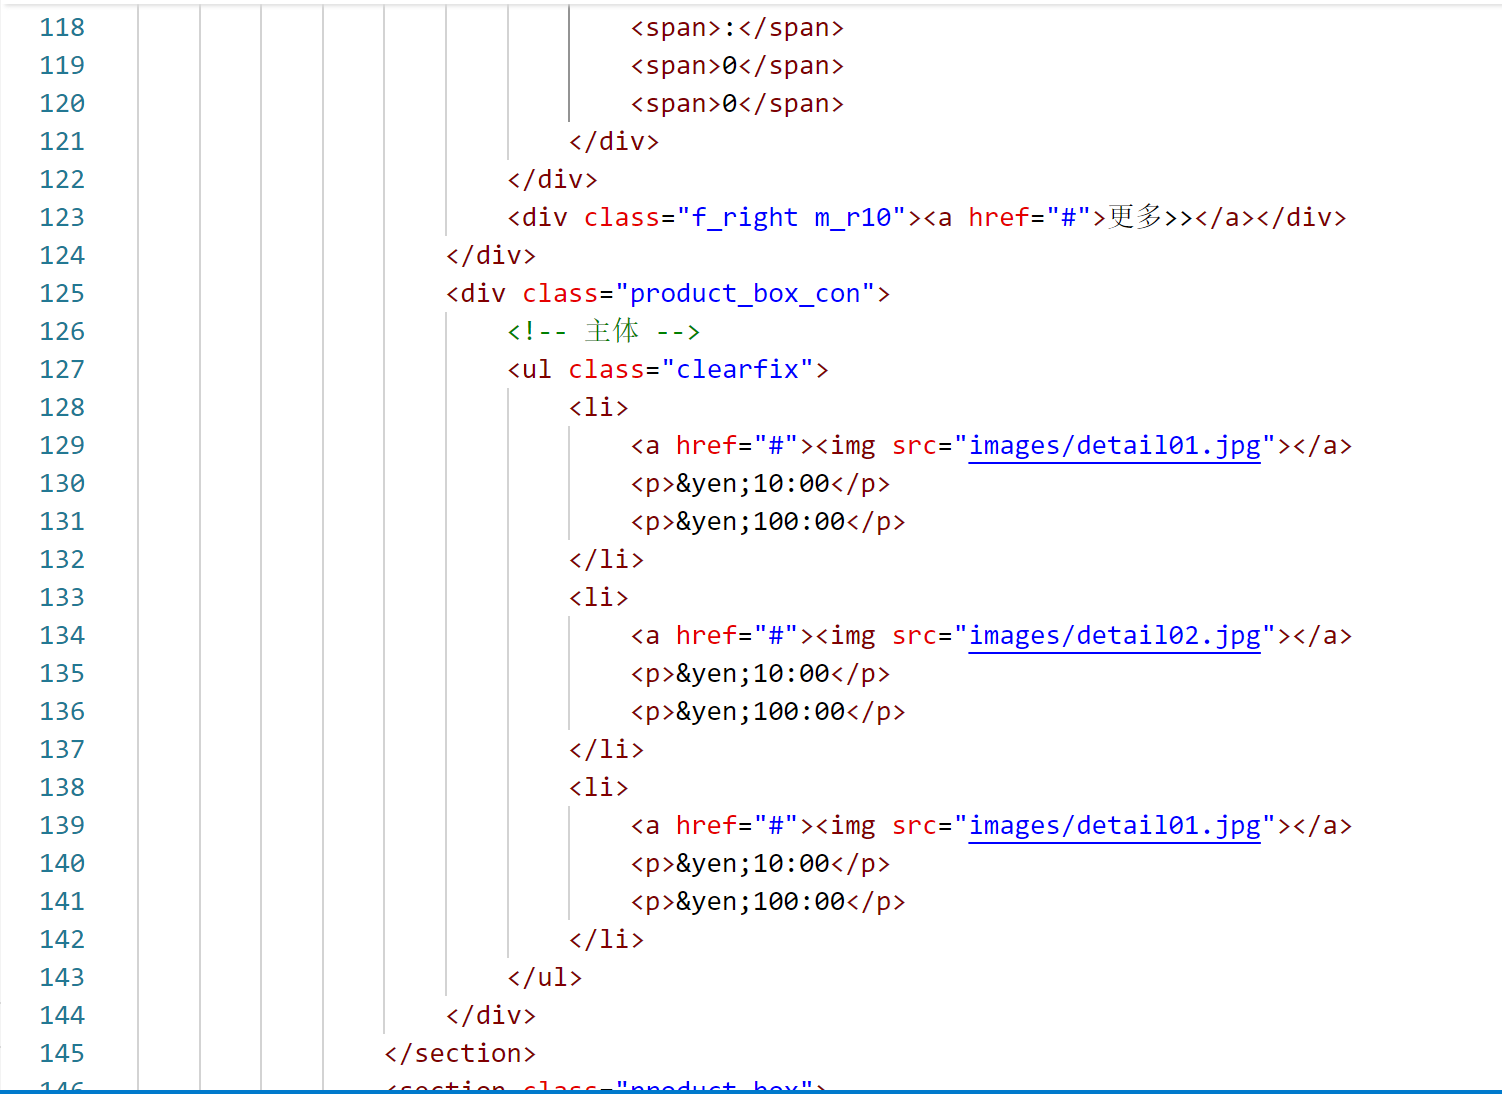 118 <span>:</span>
119 <span>0</span>
120 <span>0</span>
121 </div>
122 </div>
123 <div class="f_right m_r10"><a href="#">更多>></a></div>
124 </div>
125 <div class="product_box_con">
126 <!-- 主体 -->
127 <ul class="clearfix">
128 <li>
129 <a href="#"><img src="images/detail01.jpg"></a>
130 <p>&yen;10:00</p>
131 <p>&yen;100:00</p>
132 </li>
133 <li>
134 <a href="#"><img src="images/detail02.jpg"></a>
135 <p>&yen;10:00</p>
136 <p>&yen;100:00</p>
137 </li>
138 <li>
139 <a href="#"><img src="images/detail01.jpg"></a>
140 <p>&yen;10:00</p>
141 <p>&yen;100:00</p>
142 </li>
143 </ul>
144 </div>
145 </section>
146 <section class="product_box">